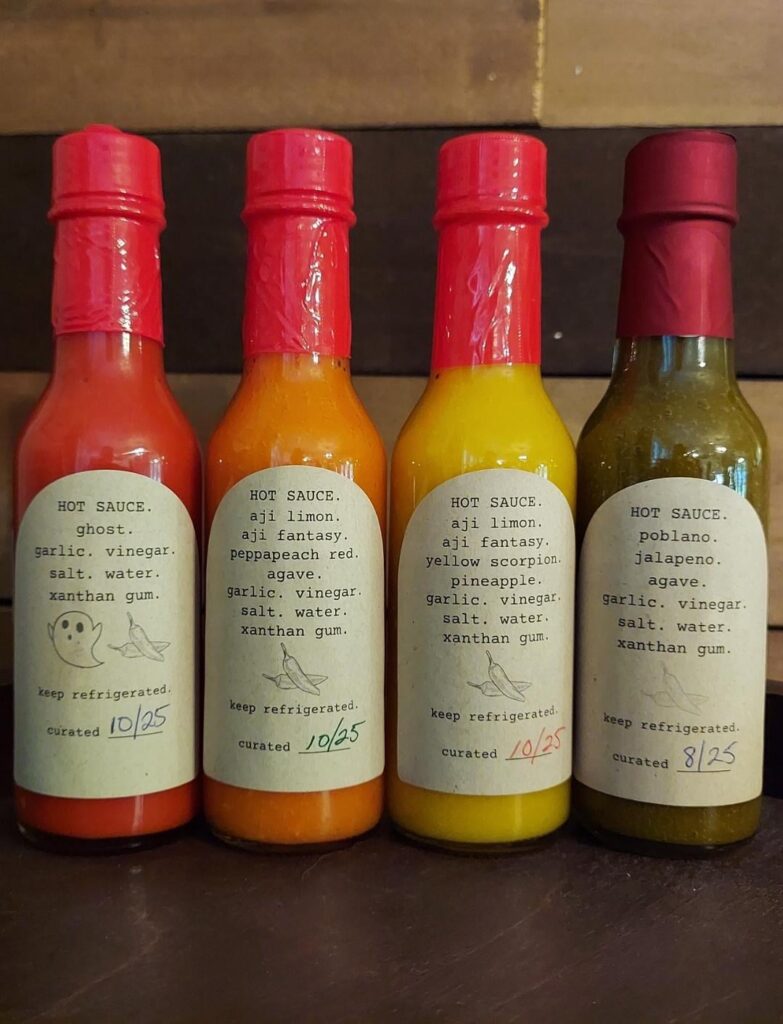 HOT SAUCE.
ghost.
garlic. vinegar.
salt. water.
xanthan gum.
keep refrigerated.
curated 10/25
HOT SAUCE.
aji limon.
aji fantasy.
peppapeach red.
agave.
garlic. vinegar.
salt. water.
xanthan gum.
keep refrigerated.
curated 10/25
HOT SAUCE.
aji limon.
aji fantasy.
yellow scorpion.
pineapple.
garlic. vinegar.
salt. water.
xanthan gum.
keep refrigerated.
curated 10/25
HOT SAUCE.
poblano.
jalapeno.
agave.
garlic. vinegar.
salt. water.
xanthan gum.
keep refrigerated.
curated 8/25